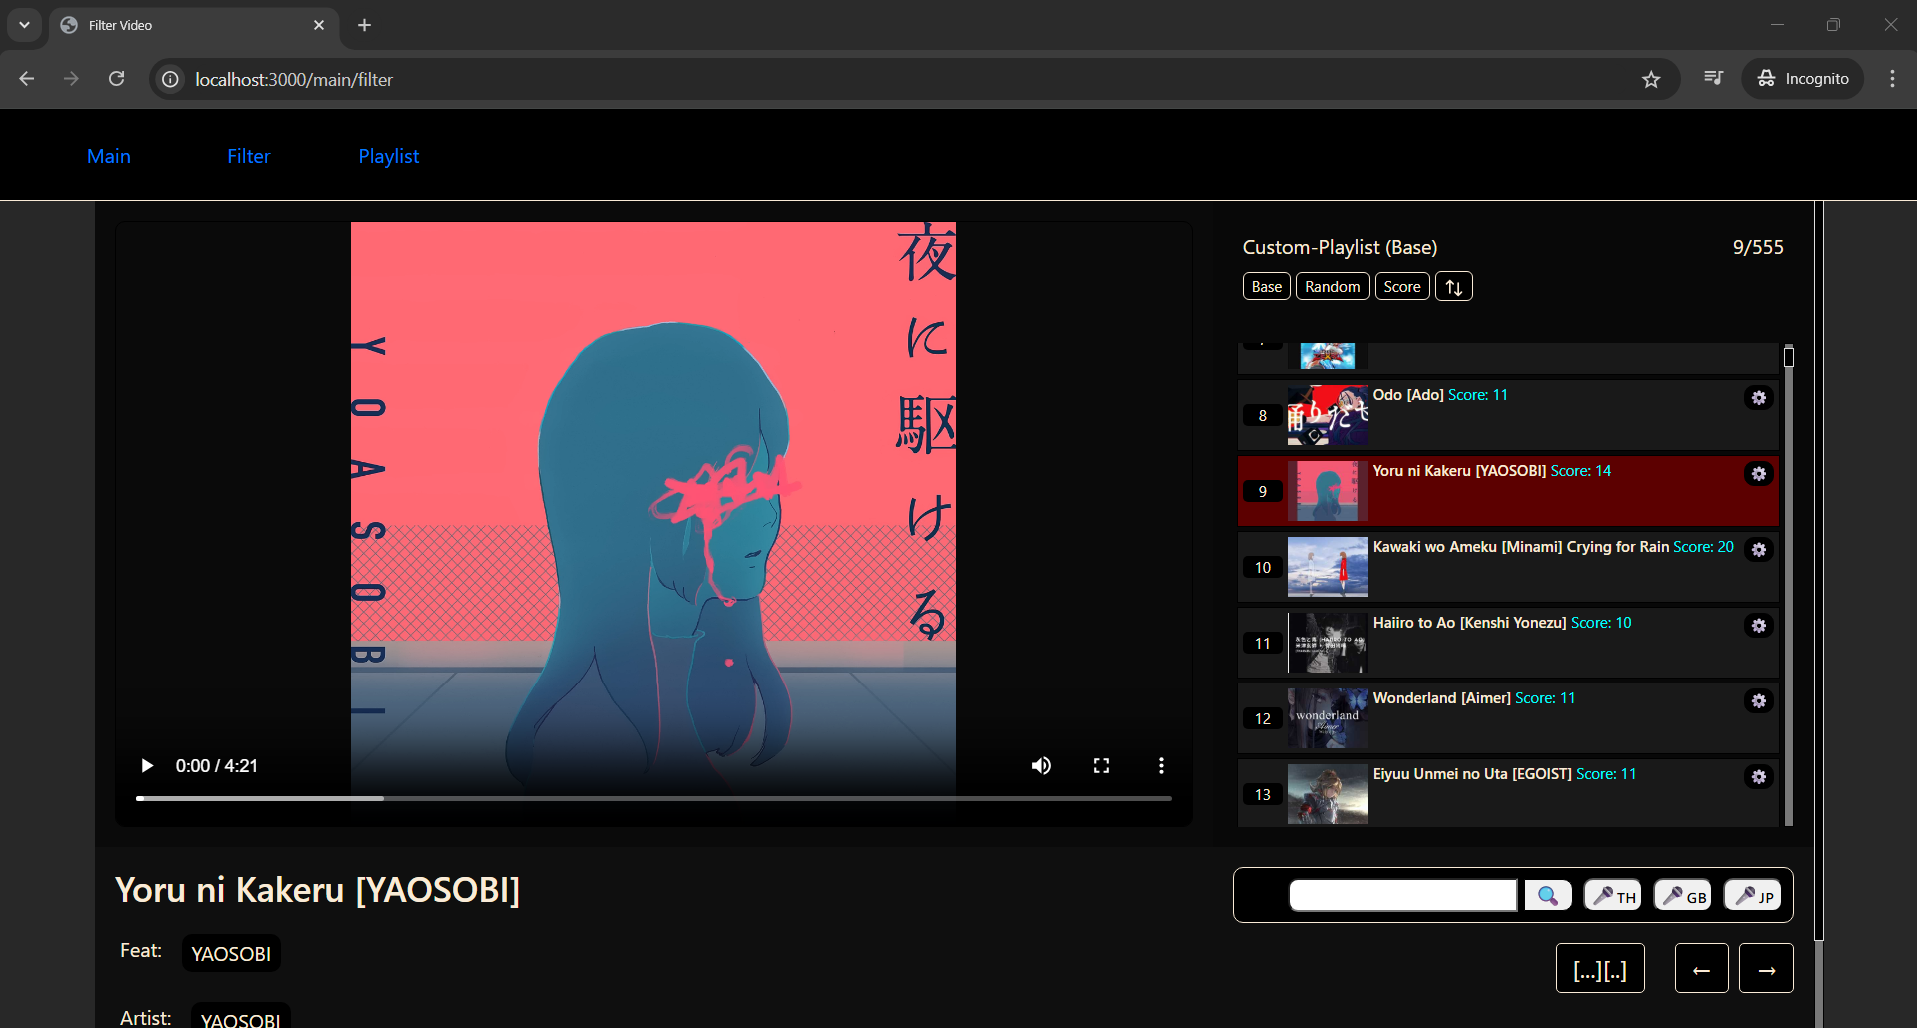 Filter Video
localhost:3000/main/filter
Incognito
Main
Filter
Playlist
夜に駆ける
YOASOBI
0:00 / 4:21
Custom-Playlist (Base)
9/555
Base
Random
Score
8
Odo [Ado] Score: 11
9
Yoru ni Kakeru [YAOSOBI] Score: 14
10
Kawaki wo Ameku [Minami] Crying for Rain Score: 20
11
Haiiro to Ao [Kenshi Yonezu] Score: 10
12
wonderland
Aimer
Wonderland [Aimer] Score: 11
13
Eiyuu Unmei no Uta [EGOIST] Score: 11
Yoru ni Kakeru [YAOSOBI]
TH
GB
JP
Feat:
YAOSOBI
[...][..]
←
→
Artist:
YAOSOBI